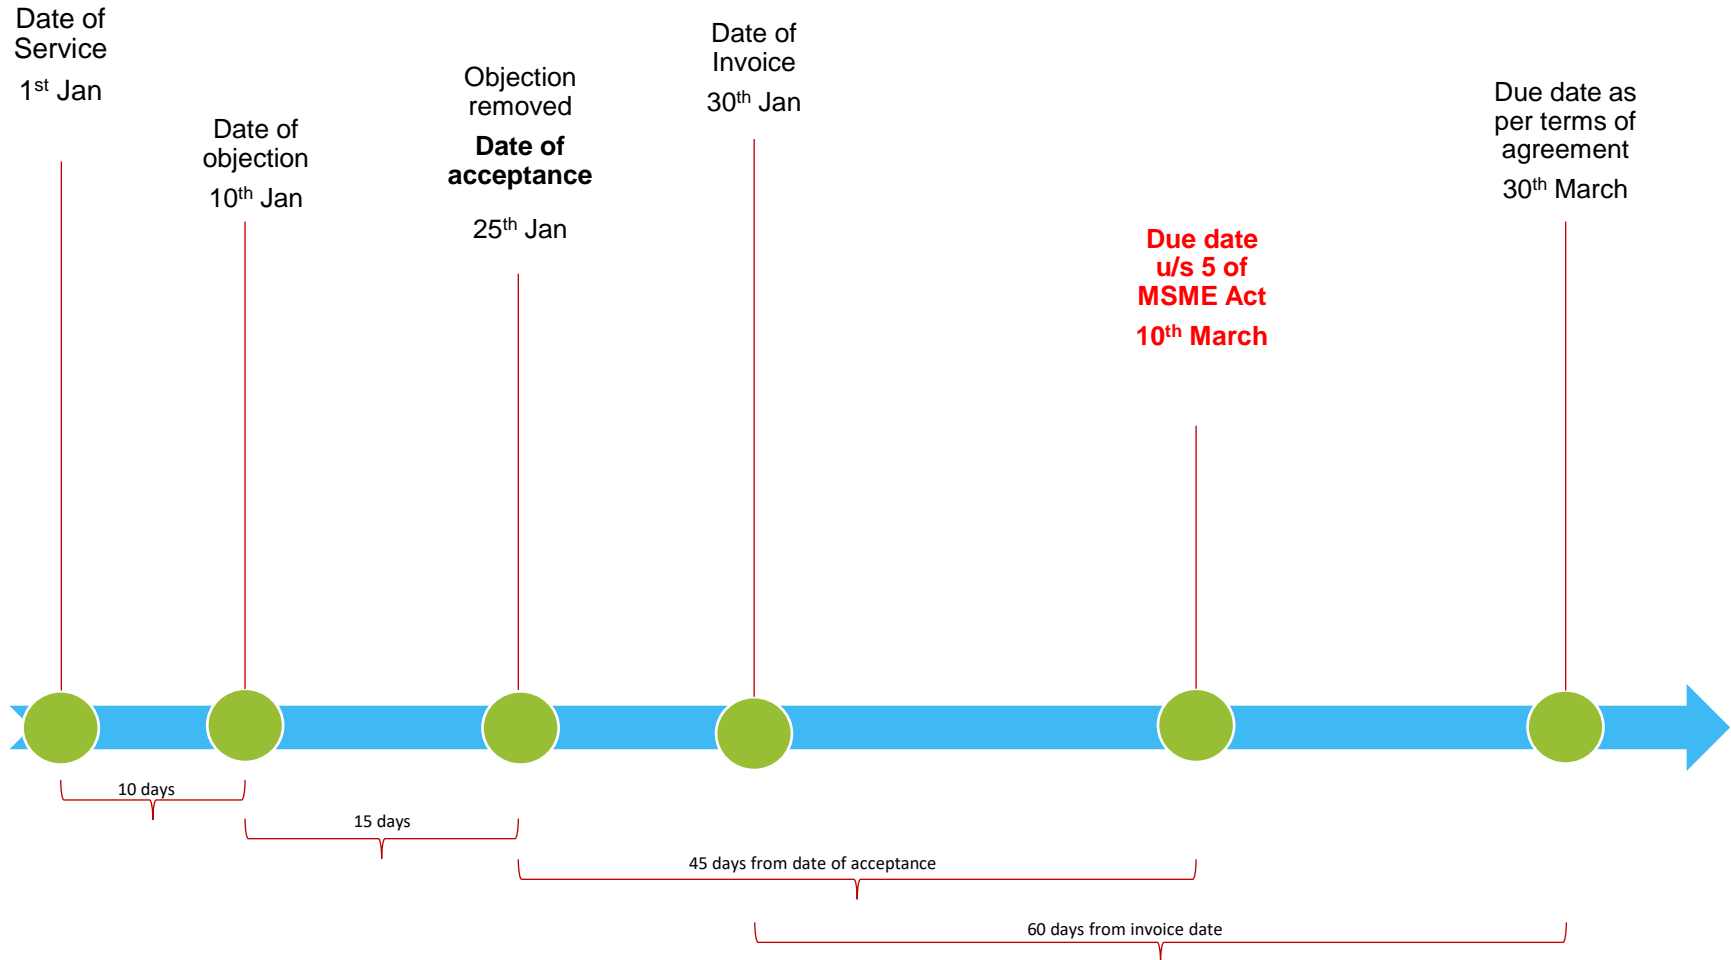 Date of
Service
1st Jan
Date of
objection
10th Jan
Objection
removed
Date of
acceptance
25th Jan
Date of
Invoice
30th Jan
Due date
u/s 5 of
MSME Act
10th March
Due date as
per terms of
agreement
30th March
10 days
15 days
45 days from date of acceptance
60 days from invoice date